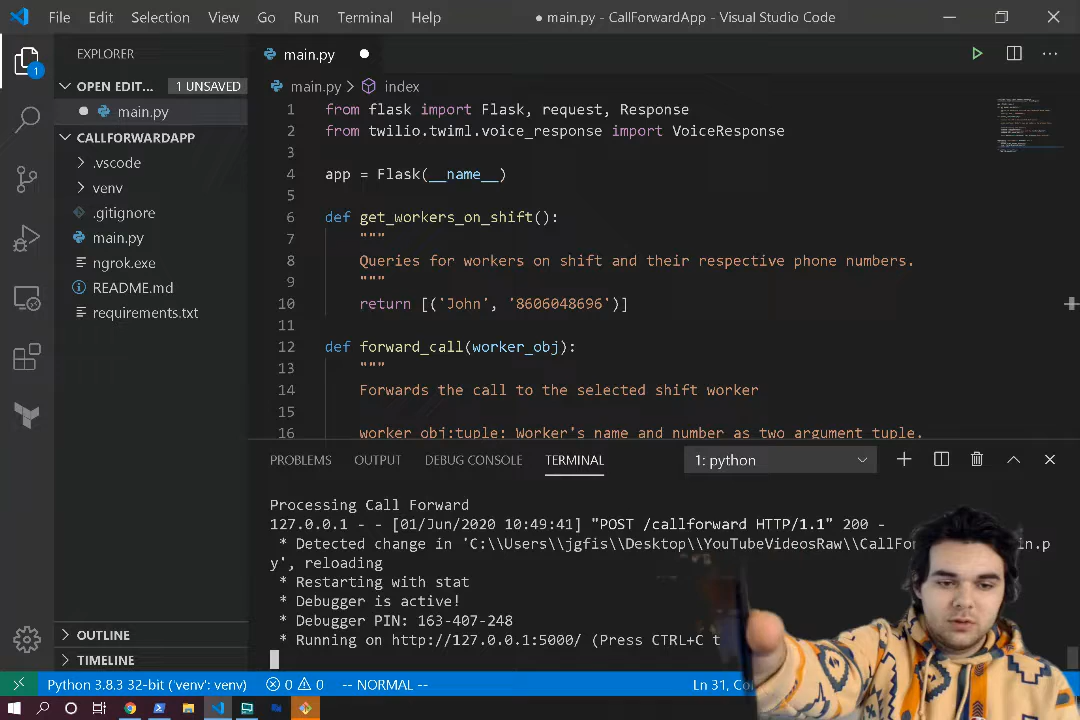 File Edit Selection View Go Run Terminal Help
● main.py - CallForwardApp - Visual Studio Code
1
EXPLORER
main.py
OPEN EDIT... 1 UNSAVED
main.py
CALLFORWARDAPP
.vscode
venv
.gitignore
main.py
ngrok.exe
README.md
requirements.txt
OUTLINE
TIMELINE
main.py > index
1 from flask import Flask, request, Response
2 from twilio.twiml.voice_response import VoiceResponse
3
4 app = Flask(__name__)
5
6 def get_workers_on_shift():
7 """
8 Queries for workers on shift and their respective phone numbers.
9 """
10 return [('John', '8606048696')]
11
12 def forward_call(worker_obj):
13 """
14 Forwards the call to the selected shift worker
15
16 worker_obj:tuple: Worker's name and number as two argument tuple.
PROBLEMS OUTPUT DEBUG CONSOLE TERMINAL 1: python
Processing Call Forward
127.0.0.1 - - [01/Jun/2020 10:49:41] "POST /callforward HTTP/1.1" 200 -
* Detected change in 'C:\\Users\\jgfis\\Desktop\\YouTubeVideosRaw\\CallFor in.p
y', reloading
* Restarting with stat
* Debugger is active!
* Debugger PIN: 163-407-248
* Running on http://127.0.0.1:5000/ (Press CTRL+C t
Python 3.8.3 32-bit ('venv': venv) 0 0 -- NORMAL -- Ln 31,